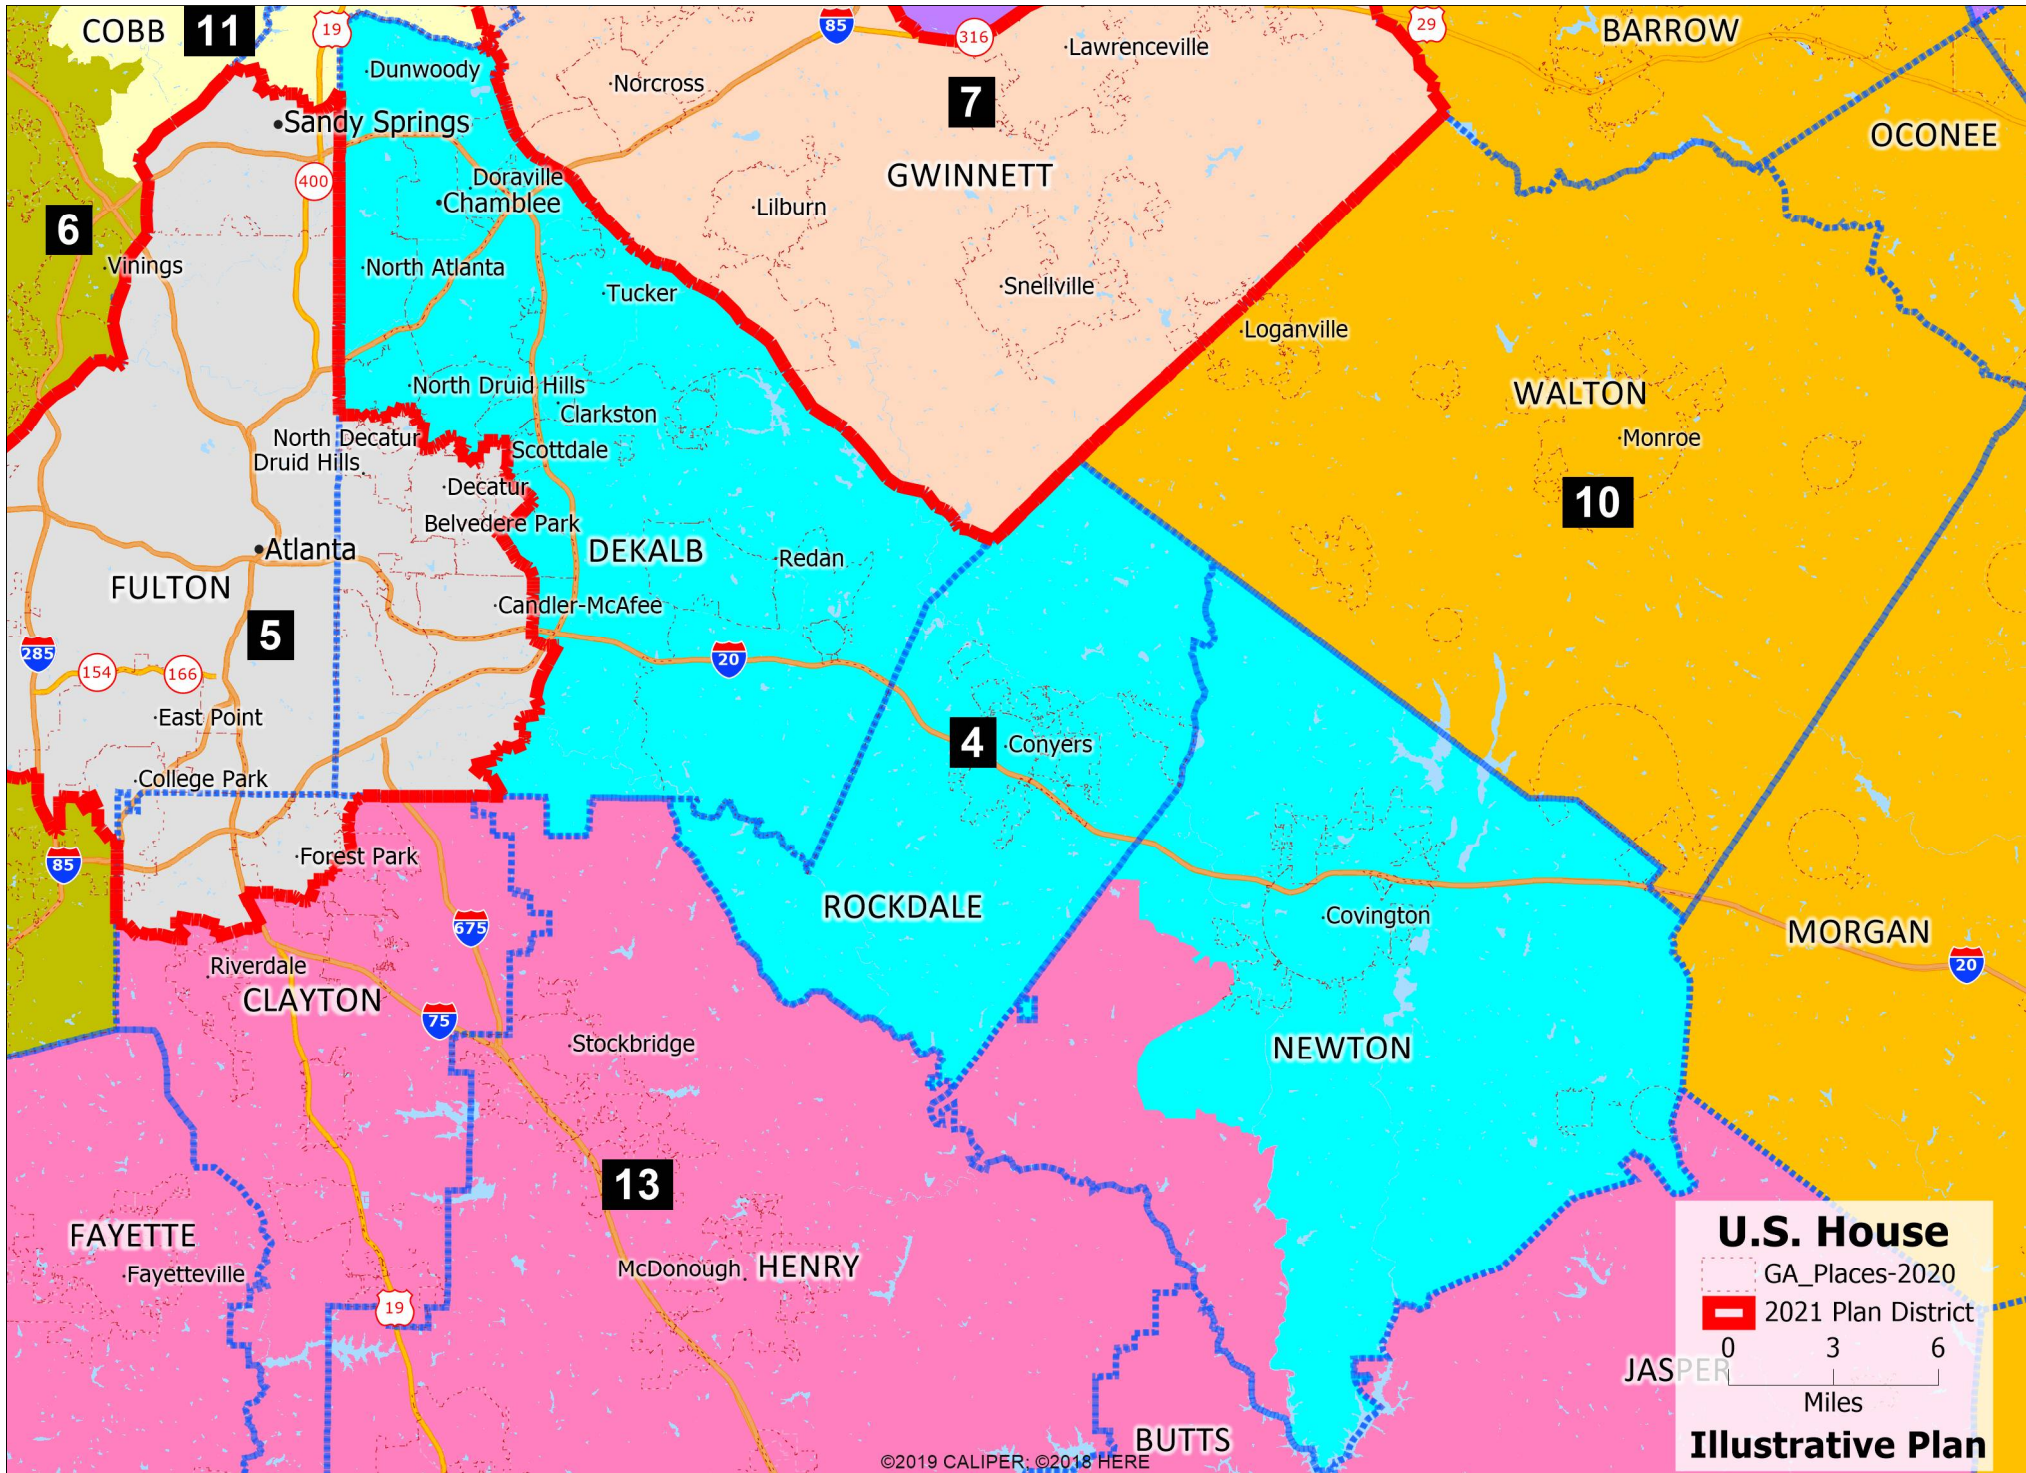 COBB
11
19
85
316
Lawrenceville
29
BARROW
Dunwoody
Norcross
7
Sandy Springs
OCONEE
400
Doraville
Chamblee
GWINNETT
6
Lilburn
Vinings
North Atlanta
Tucker
Snellville
Loganville
North Druid Hills
WALTON
Clarkston
North Decatur
Monroe
Scottdale
Druid Hills
Decatur
10
Belvedere Park
Atlanta
DEKALB
Redan
FULTON
Candler-McAfee
5
285
20
154
166
East Point
4
Conyers
College Park
Forest Park
85
ROCKDALE
Covington
675
MORGAN
20
Riverdale
CLAYTON
75
Stockbridge
NEWTON
13
FAYETTE
Fayetteville
McDonough
HENRY
19
U.S. House
GA_Places-2020
2021 Plan District
0 3 6
JASPER
Miles
BUTTS
Illustrative Plan
©2019 CALIPER; ©2018 HERE